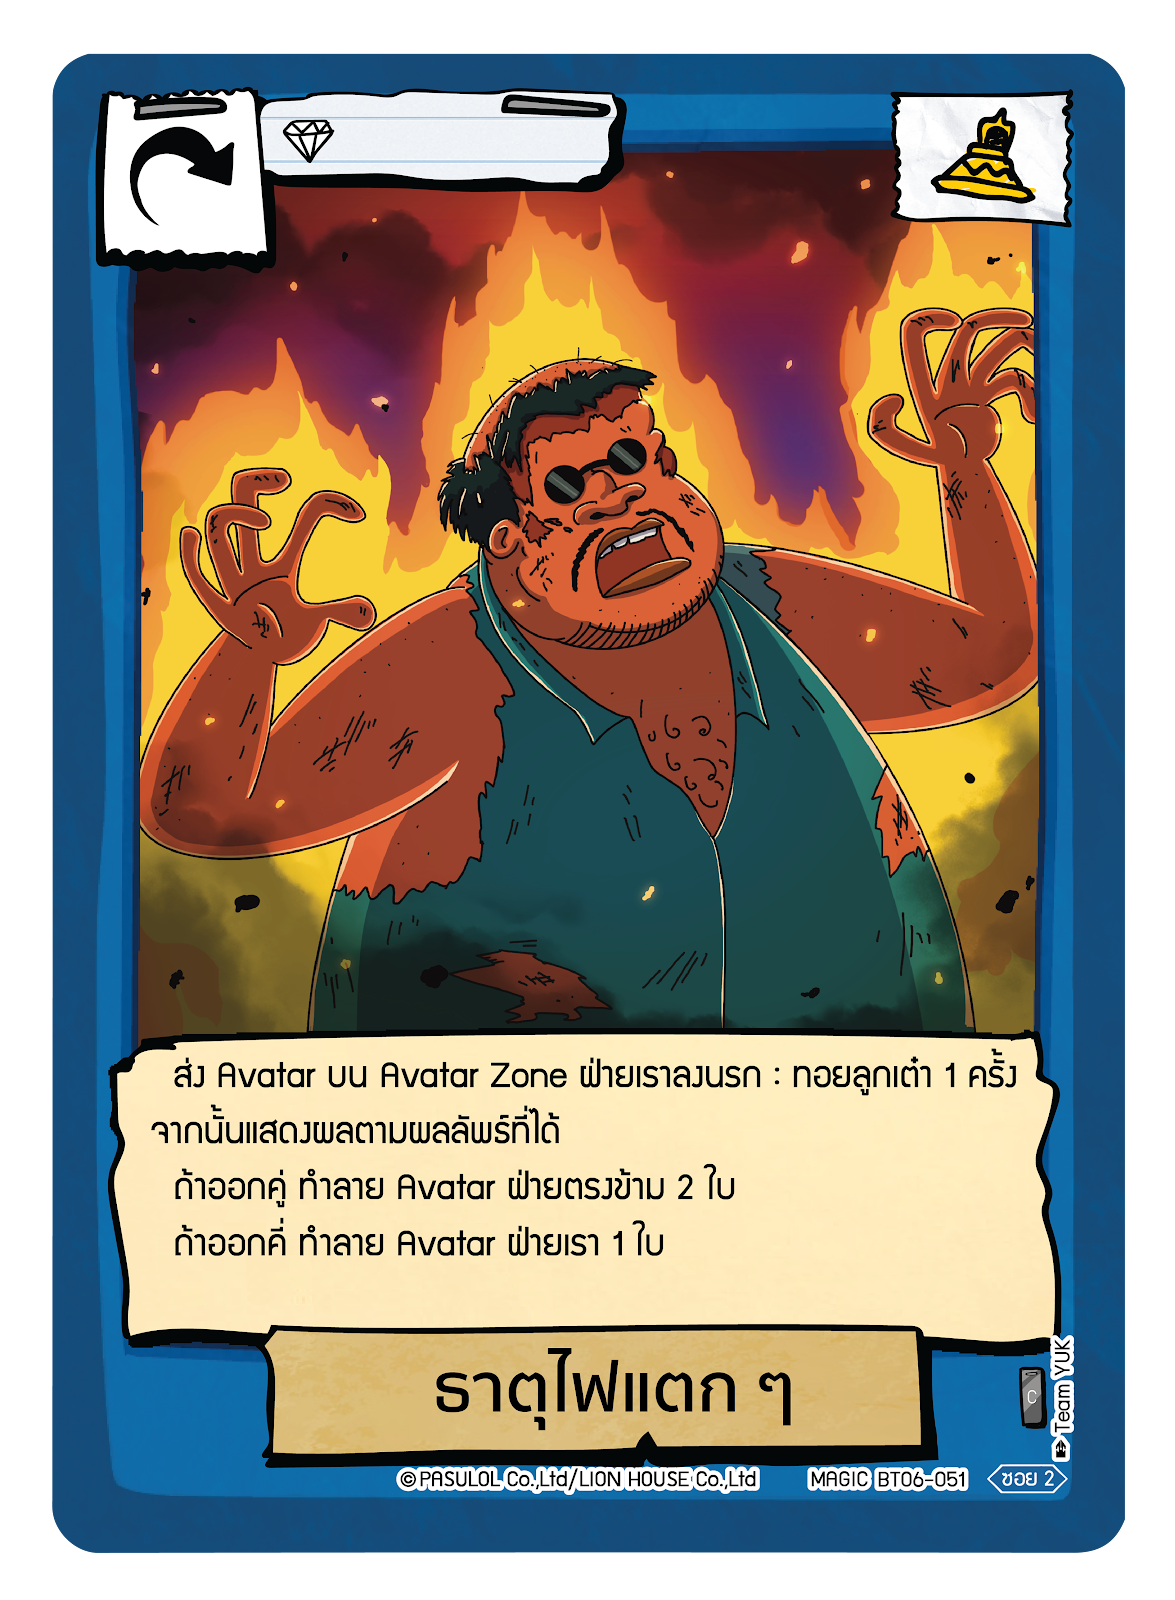 ส่ง Avatar บน Avatar Zone ฝ่ายเราลงนรก : ทอยลูกเต๋า 1 ครั้ง
จากนั้นแสดงผลตามผลลัพธ์ที่ได้
ถ้าออกคู่ ทำลาย Avatar ฝ่ายตรงข้าม 2 ใบ
ถ้าออกคี่ ทำลาย Avatar ฝ่ายเรา 1 ใบ
ธาตุไฟแตก ๆ
C
Team YUK
© PASULOL Co.,Ltd/LION HOUSE Co.,Ltd MAGIC BT06-051 ซอย 2